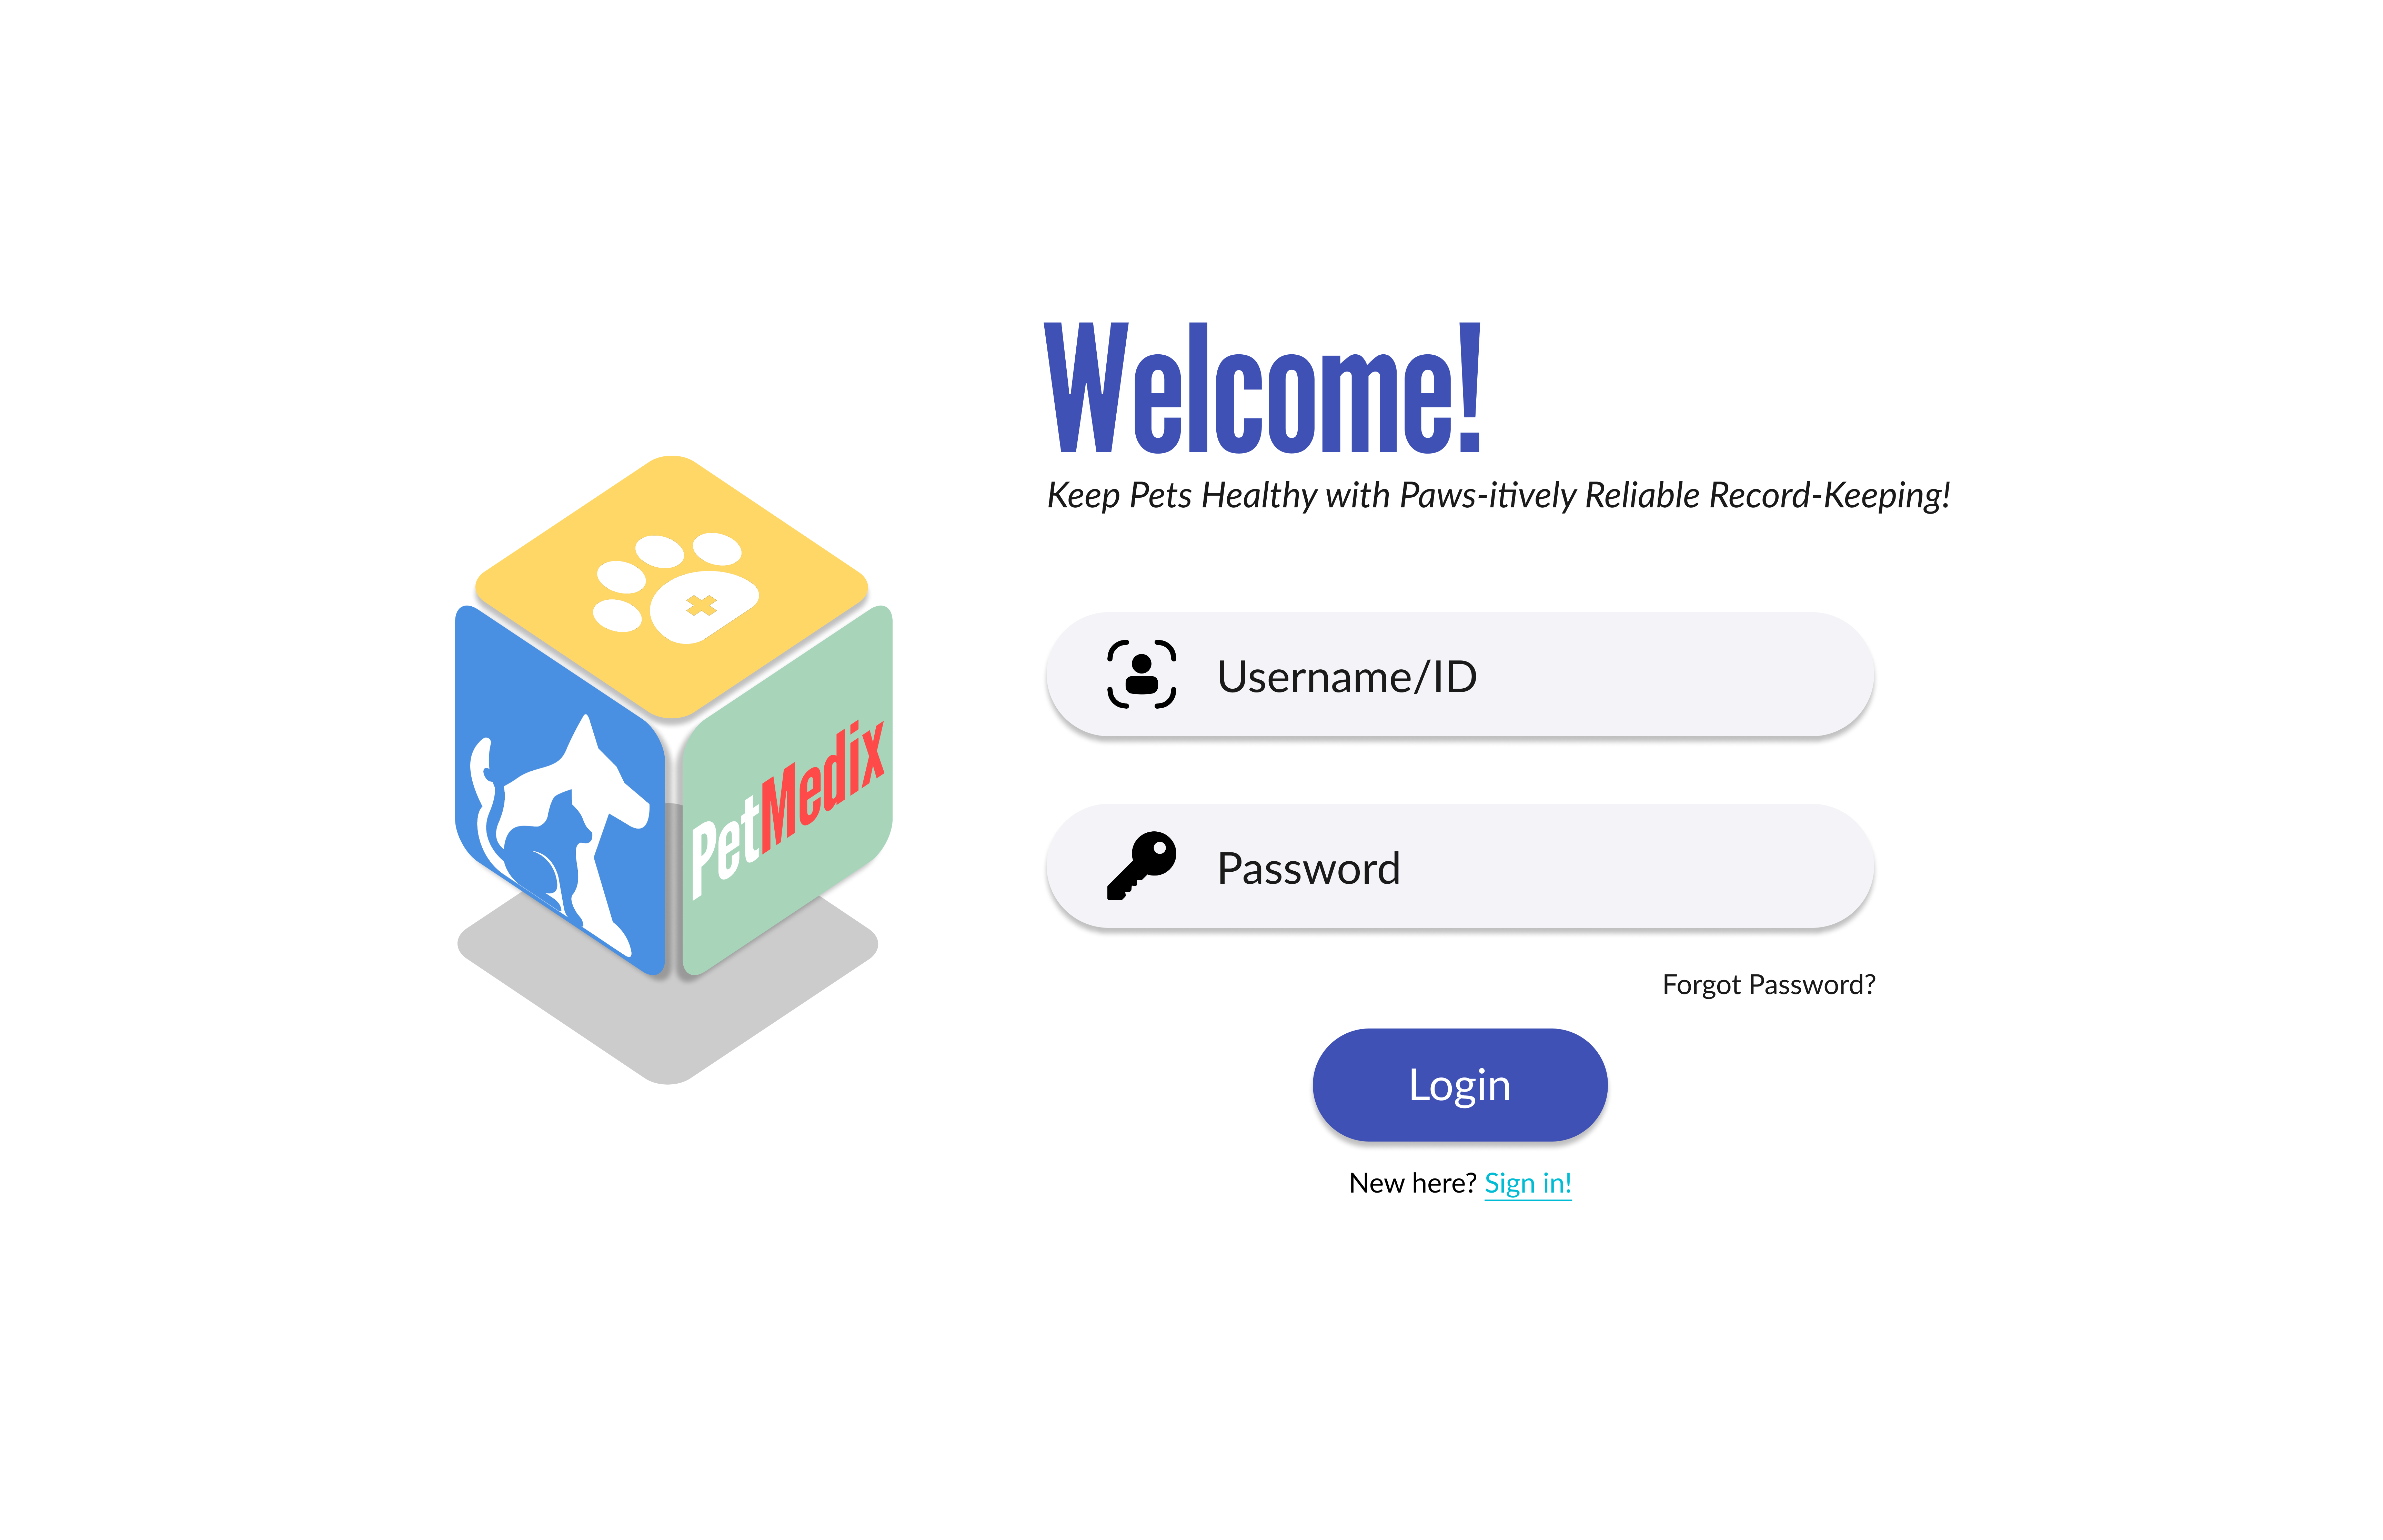 Welcome!
Keep Pets Healthy with Paws-itively Reliable Record-Keeping!
petMedix
Username/ID
Password
Forgot Password?
Login
New here? Sign in!